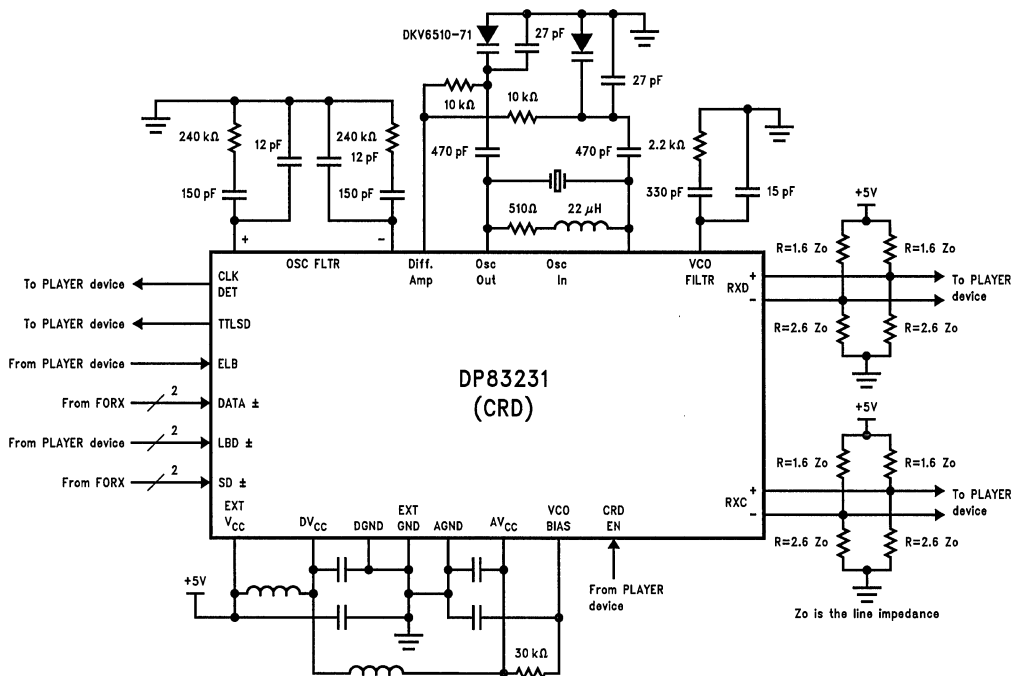 DKV6510-71
27 pF
27 pF
10 kΩ
10 kΩ
240 kΩ
12 pF
240 kΩ
12 pF
150 pF
150 pF
470 pF
470 pF
2.2 kΩ
330 pF
15 pF
510Ω
22 μH
+
-
OSC FLTR
Diff.
Amp
Osc
Out
Osc
In
VCO
FILTR
+5V
R=1.6 Zo
R=1.6 Zo
To PLAYER device
CLK
DET
To PLAYER device
TTLSD
From PLAYER device
ELB
From FORX
2
DATA ±
From PLAYER device
2
LBD ±
From FORX
2
SD ±
DP83231
(CRD)
RXD
+
-
To PLAYER
device
R=2.6 Zo
R=2.6 Zo
+5V
R=1.6 Zo
R=1.6 Zo
RXC
+
-
To PLAYER
device
R=2.6 Zo
R=2.6 Zo
Zo is the line impedance
EXT
VCC
DVCC
DGND
EXT
GND
AGND
AVCC
VCO
BIAS
CRD
EN
From PLAYER
device
+5V
30 kΩ